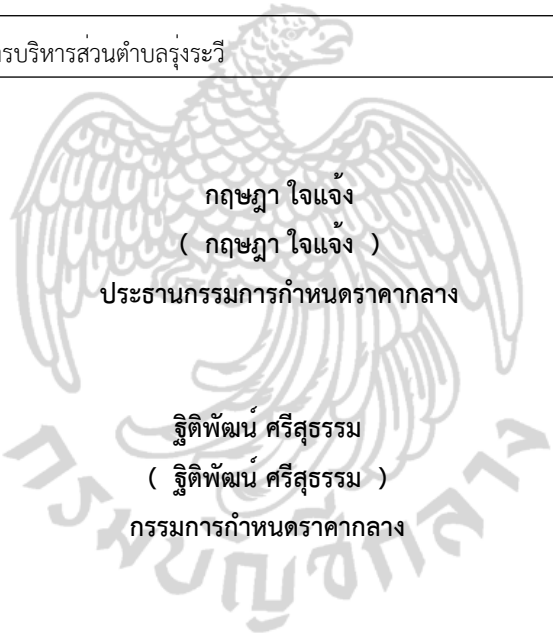 รบริหารส่วนตำบลรุ่งระวี
กฤษฎา ใจแจ้ง
( กฤษฎา ใจแจ้ง )
ประธานกรรมการกำหนดราคากลาง
ฐิติพัฒน์ ศรีสุธรรม
( ฐิติพัฒน์ ศรีสุธรรม )
กรรมการกำหนดราคากลาง
กรมบัญชีกลาง